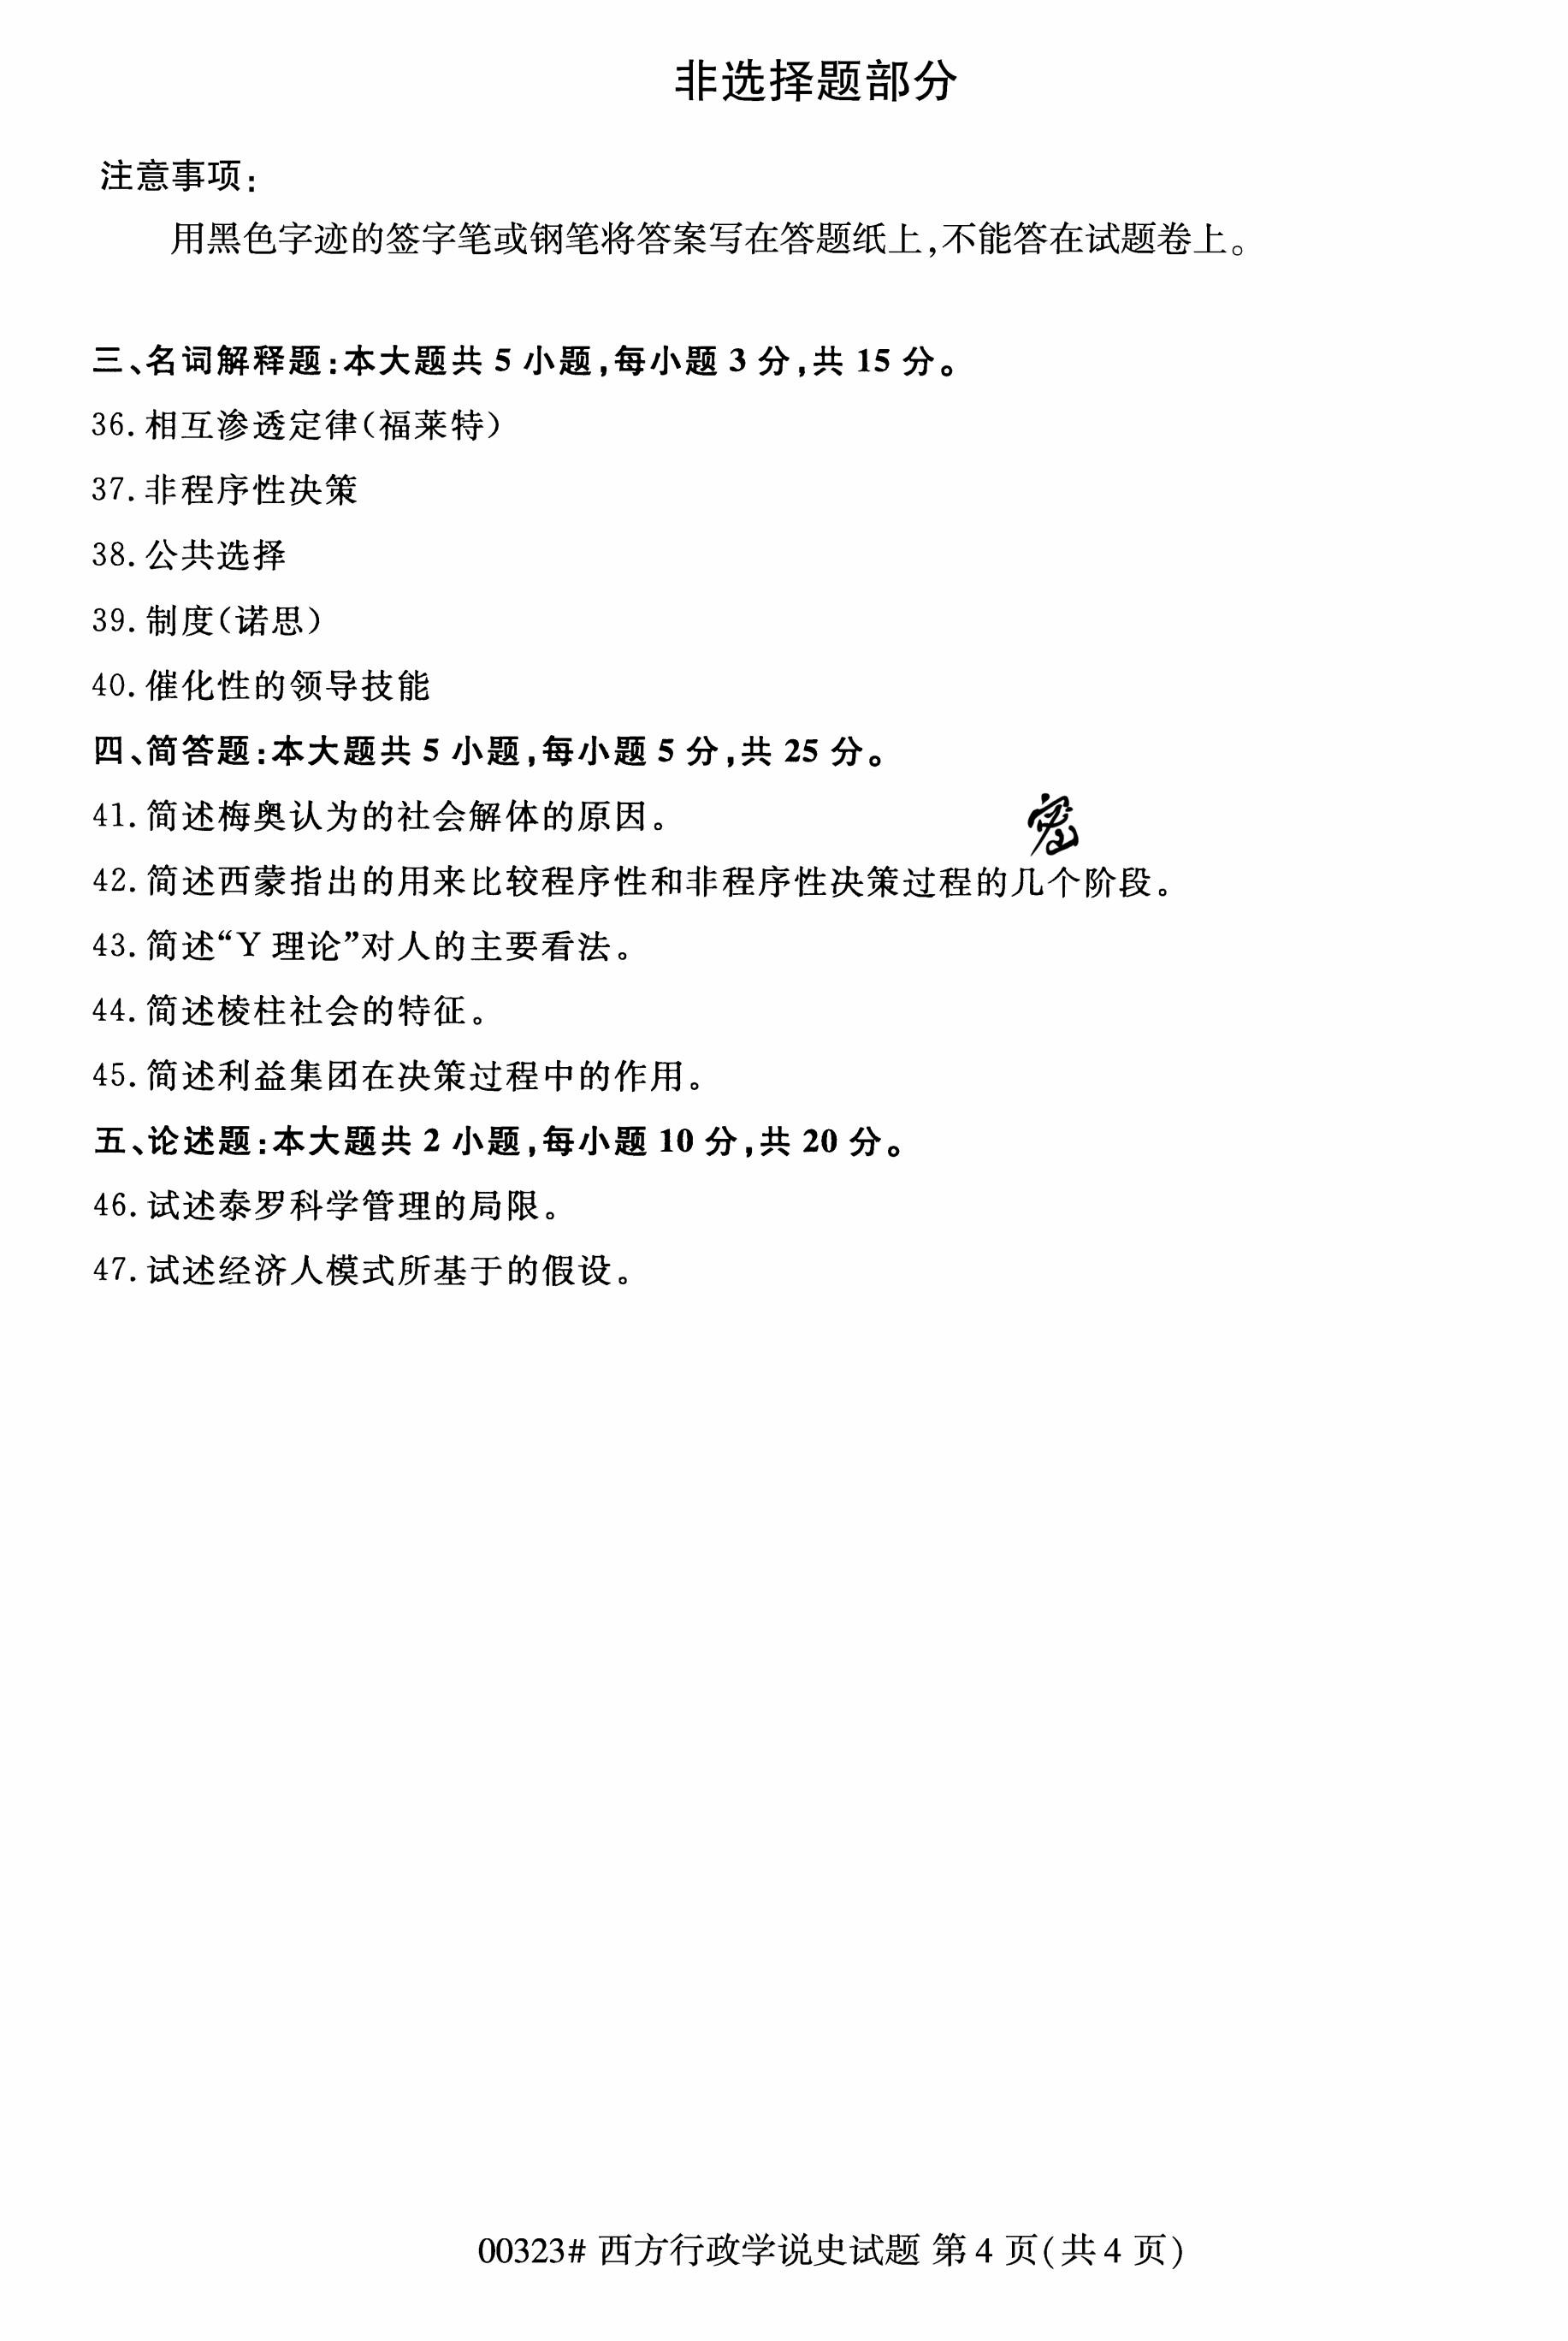 非选择题部分
注意事项:
用黑色字迹的签字笔或钢笔将答案写在答题纸上,不能答在试题卷上。
三、名词解释题:本大题共 5 小题,每小题 3 分,共 15 分。
36. 相互渗透定律(福莱特)
37. 非程序性决策
38. 公共选择
39. 制度(诺思)
40. 催化性的领导技能
四、简答题:本大题共 5 小题,每小题 5 分,共 25 分。
41. 简述梅奥认为的社会解体的原因。
密
42. 简述西蒙指出的用来比较程序性和非程序性决策过程的几个阶段。
43. 简述“Y 理论”对人的主要看法。
44. 简述棱柱社会的特征。
45. 简述利益集团在决策过程中的作用。
五、论述题:本大题共 2 小题,每小题 10 分,共 20 分。
46. 试述泰罗科学管理的局限。
47. 试述经济人模式所基于的假设。
00323# 西方行政学说史试题 第 4 页(共 4 页)